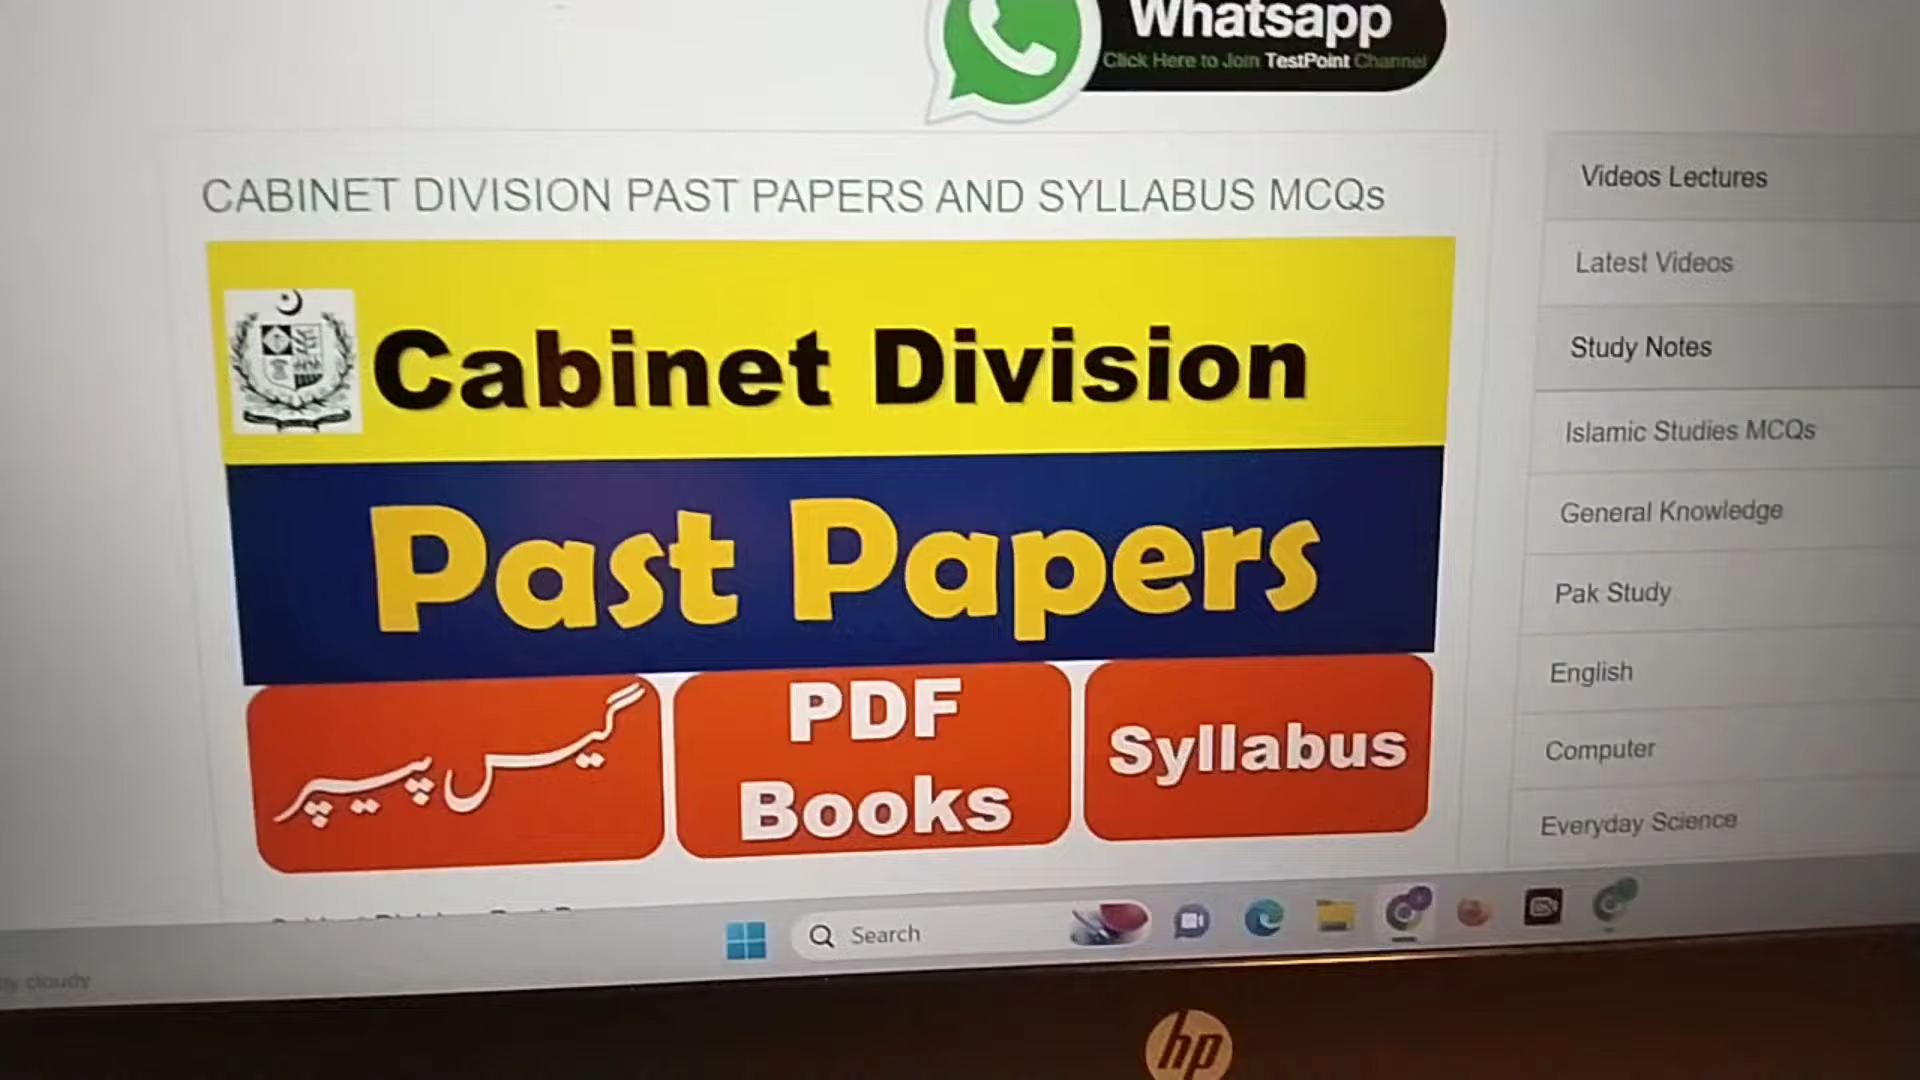 Whatsapp
Click Here to Join TestPoint Channel
CABINET DIVISION PAST PAPERS AND SYLLABUS MCQs
Cabinet Division
Past Papers
گیس پیپر
PDF
Books
Syllabus
Videos Lectures
Latest Videos
Study Notes
Islamic Studies MCQs
General Knowledge
Pak Study
English
Computer
Everyday Science
Search
cloudy
hp